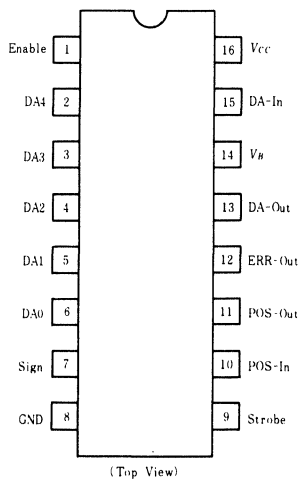 Enable 1 16 VCC
DA4 2 15 DA-In
DA3 3 14 VB
DA2 4 13 DA-Out
DA1 5 12 ERR-Out
DA0 6 11 POS-Out
Sign 7 10 POS-In
GND 8 9 Strobe
(Top View)